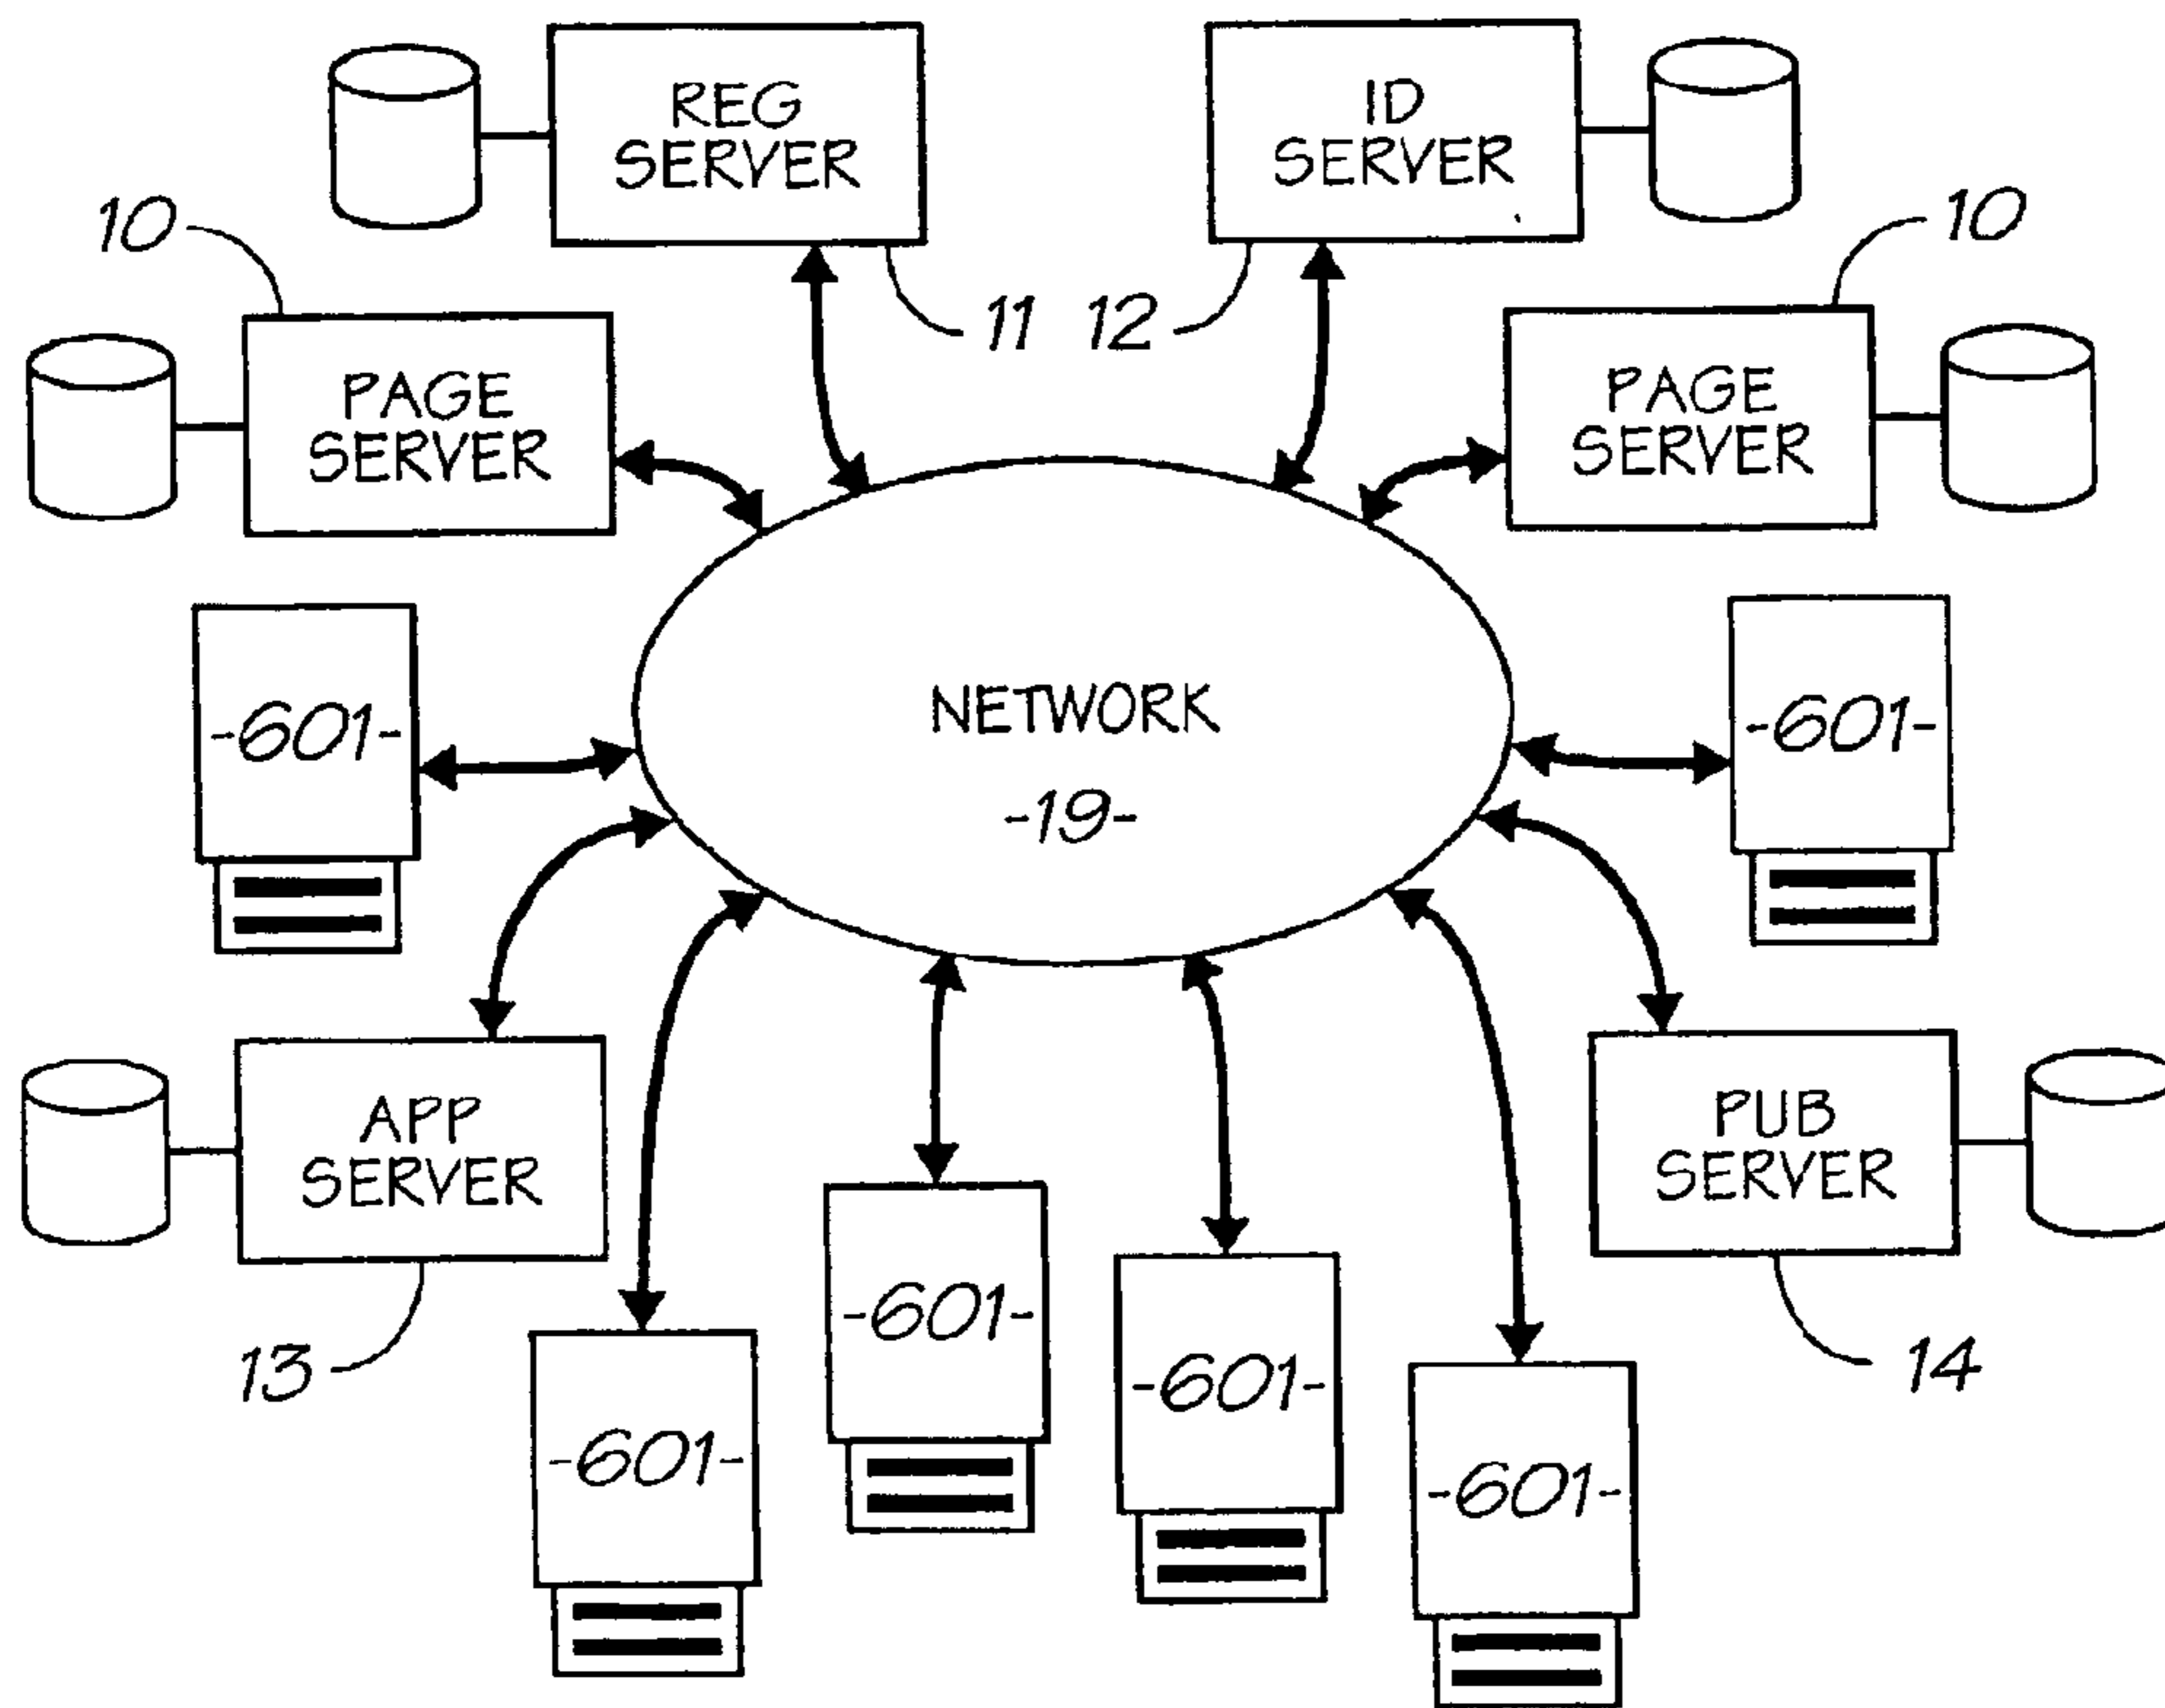 REG
SERVER
ID
SERVER
10
10
11
12
PAGE
SERVER
PAGE
SERVER
-601-
NETWORK
-19-
-601-
APP
SERVER
PUB
SERVER
-601-
-601-
13
14
-601-
-601-